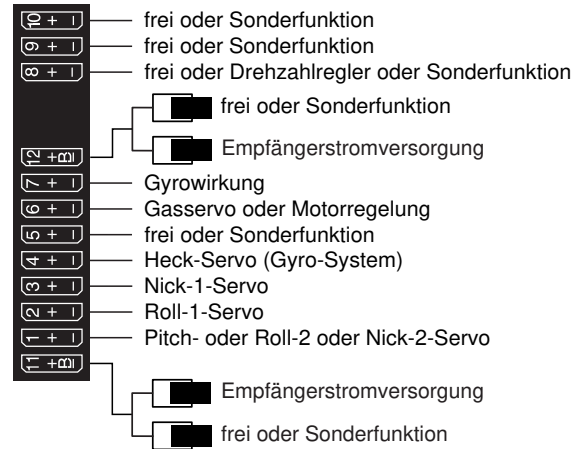 10 + – frei oder Sonderfunktion
9 + – frei oder Sonderfunktion
8 + – frei oder Drehzahlregler oder Sonderfunktion
frei oder Sonderfunktion
12 +B– Empfängerstromversorgung
7 + – Gyrowirkung
6 + – Gasservo oder Motorregelung
5 + – frei oder Sonderfunktion
4 + – Heck-Servo (Gyro-System)
3 + – Nick-1-Servo
2 + – Roll-1-Servo
1 + – Pitch- oder Roll-2 oder Nick-2-Servo
11 +B–
Empfängerstromversorgung
frei oder Sonderfunktion